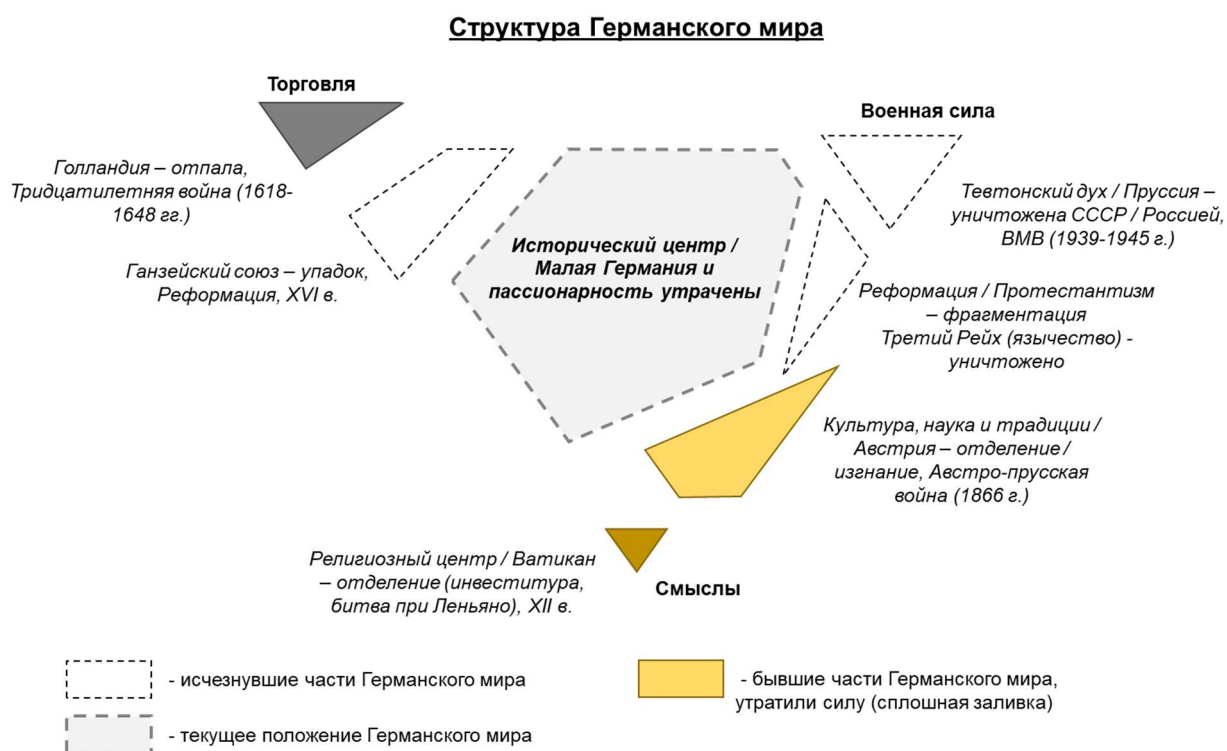 Структура Германского мира
Торговля
Голландия – отпала,
Тридцатилетняя война (1618-
1648 гг.)
Ганзейский союз – упадок,
Реформация, XVI в.
Исторический центр /
Малая Германия и
пассионарность утрачены
Военная сила
Тевтонский дух / Пруссия –
уничтожена СССР / Россией,
ВМВ (1939-1945 г.)
Реформация / Протестантизм
– фрагментация
Третий Рейх (язычество) -
уничтожено
Культура, наука и традиции /
Австрия – отделение /
изгнание, Австро-прусская
война (1866 г.)
Религиозный центр / Ватикан
– отделение (инвеститура,
битва при Леньяно), XII в.
Смыслы
- исчезнувшие части Германского мира
- текущее положение Германского мира
- бывшие части Германского мира,
утратили силу (сплошная заливка)